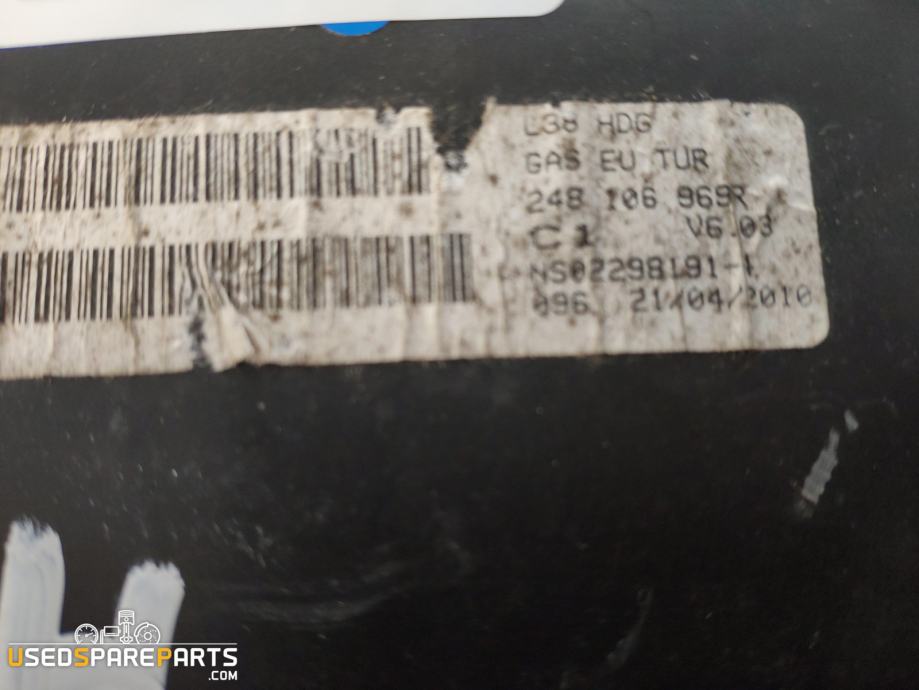 L38 HDG
GAS EU TUR
248 106 969R
C1 V6.03
NS02298191-1
096 21/04/2010
USEDSPAREPARTS
.COM